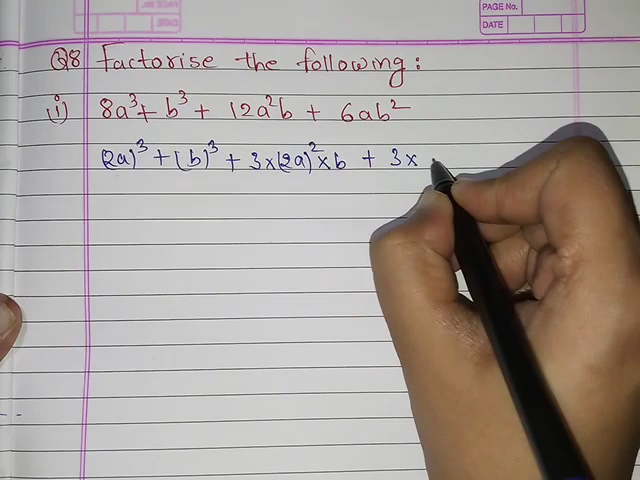 PAGE No.
DATE
Q8 Factorise the following:
(i) 8a³ + b³ + 12a²b + 6ab²
(2a)³ + (b)³ + 3×(2a)²×b + 3×